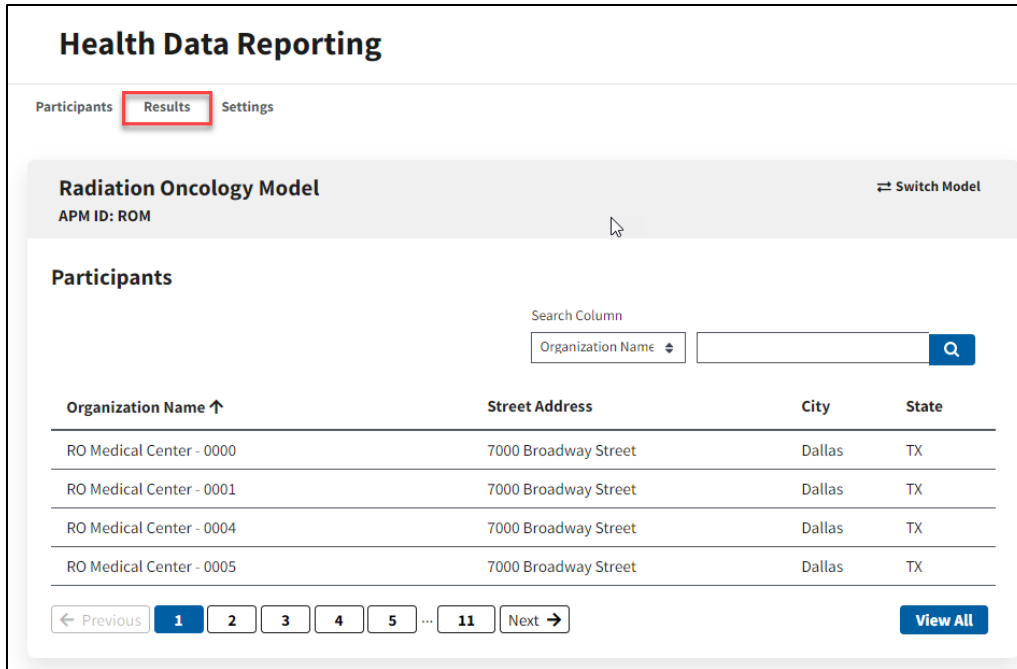 Health Data Reporting
Participants Results Settings
Radiation Oncology Model
⇄ Switch Model
APM ID: ROM
Participants
Search Column
Organization Name
Organization Name ↑ Street Address City State
RO Medical Center - 0000 7000 Broadway Street Dallas TX
RO Medical Center - 0001 7000 Broadway Street Dallas TX
RO Medical Center - 0004 7000 Broadway Street Dallas TX
RO Medical Center - 0005 7000 Broadway Street Dallas TX
← Previous 1 2 3 4 5 ... 11 Next → View All